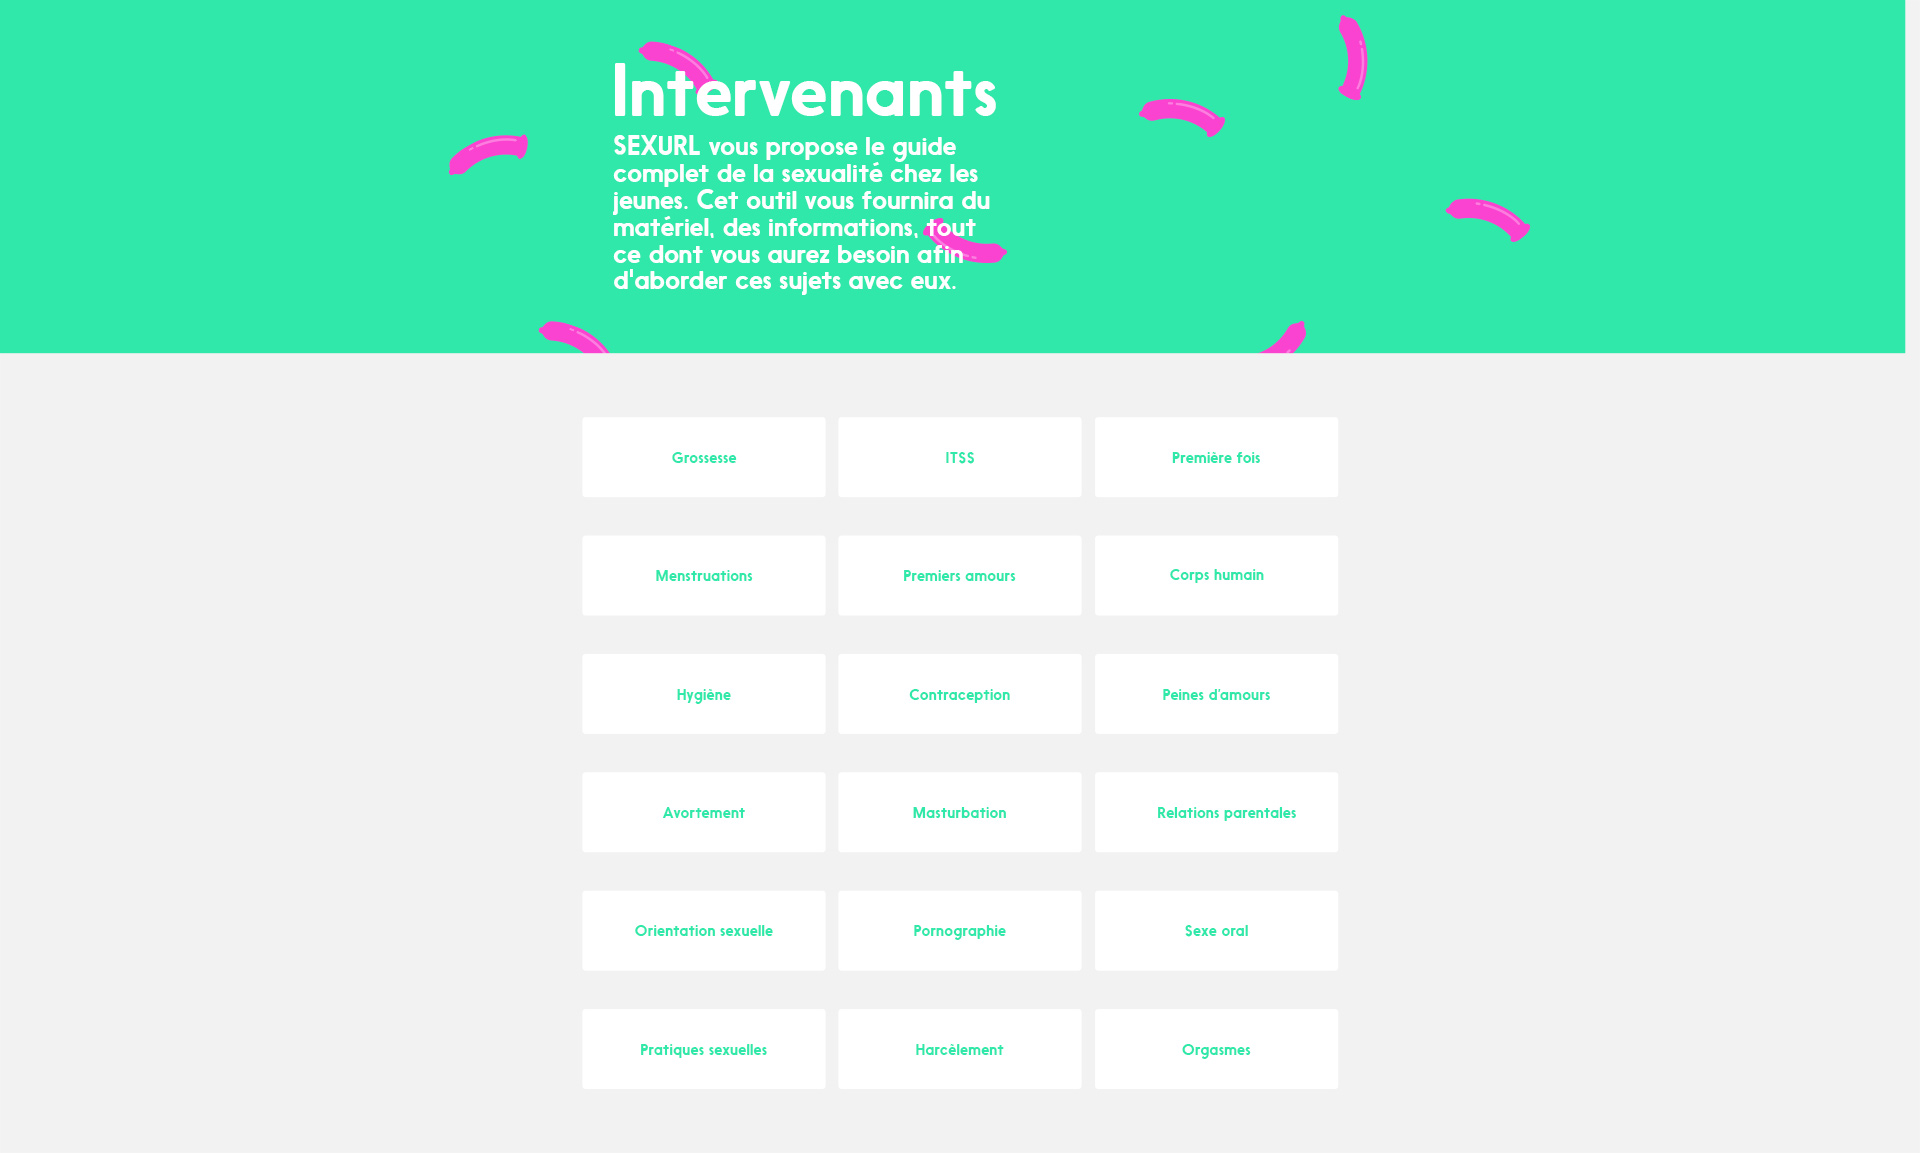 Intervenants
SEXURL vous propose le guide
complet de la sexualité chez les
jeunes. Cet outil vous fournira du
matériel, des informations, tout
ce dont vous aurez besoin afin
d'aborder ces sujets avec eux.
Grossesse
ITSS
Première fois
Menstruations
Premiers amours
Corps humain
Hygiène
Contraception
Peines d'amours
Avortement
Masturbation
Relations parentales
Orientation sexuelle
Pornographie
Sexe oral
Pratiques sexuelles
Harcèlement
Orgasmes